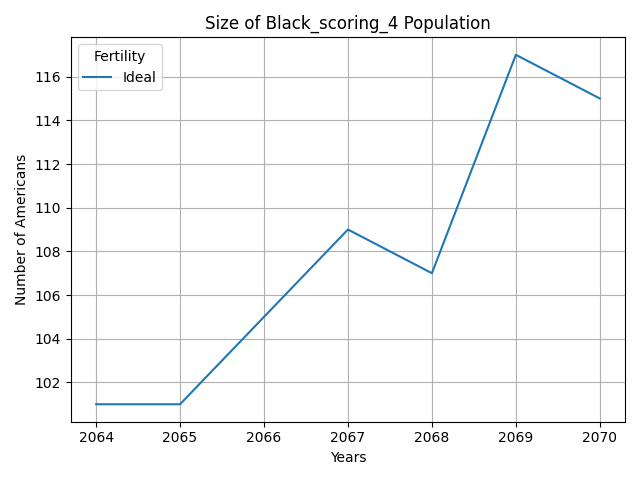 Size of Black_scoring_4 Population
Fertility
Ideal
Number of Americans
116
114
112
110
108
106
104
102
2064 2065 2066 2067 2068 2069 2070
Years